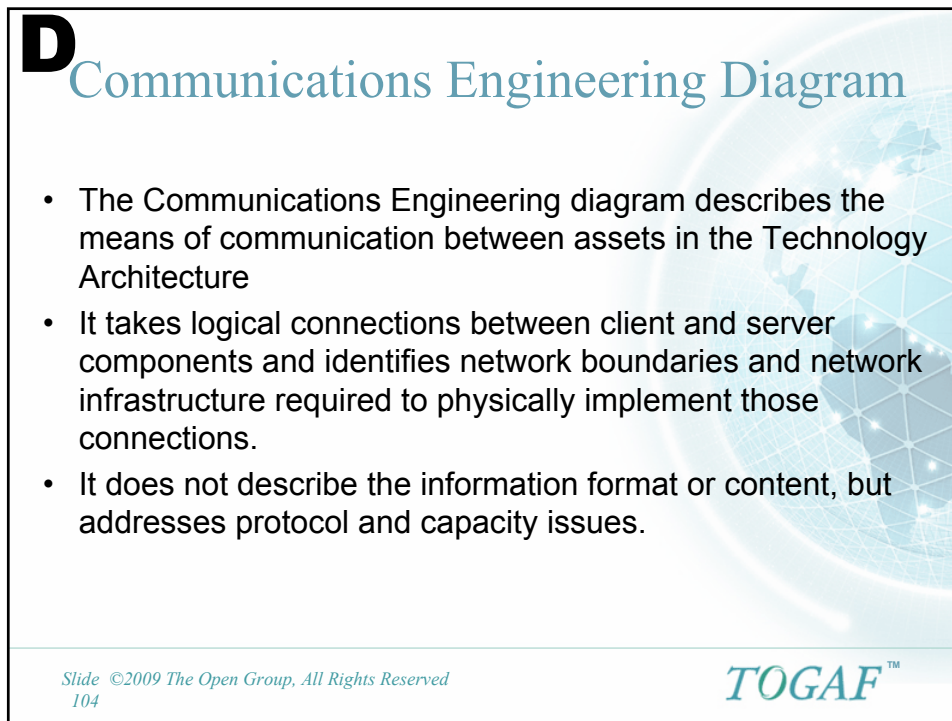 D
Communications Engineering Diagram
• The Communications Engineering diagram describes the
means of communication between assets in the Technology
Architecture
• It takes logical connections between client and server
components and identifies network boundaries and network
infrastructure required to physically implement those
connections.
• It does not describe the information format or content, but
addresses protocol and capacity issues.
Slide ©2009 The Open Group, All Rights Reserved
104
TOGAF™